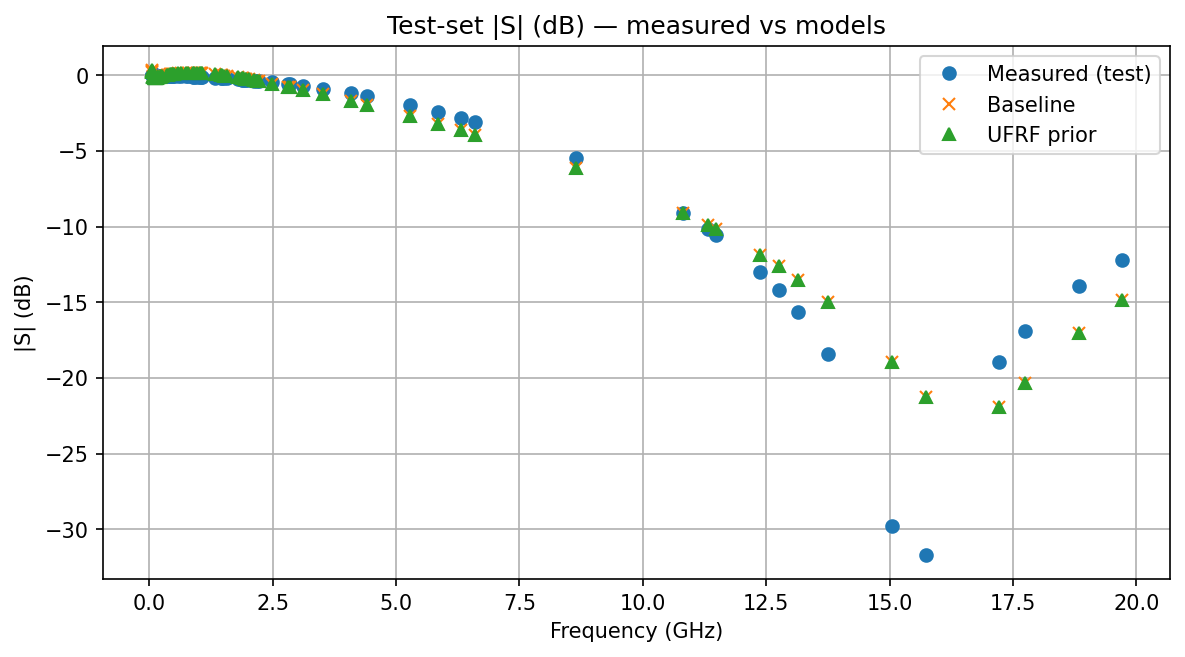 Test-set |S| (dB) — measured vs models
Measured (test)
Baseline
UFRF prior
0
−5
−10
−15
−20
−25
−30
|S| (dB)
0.0 2.5 5.0 7.5 10.0 12.5 15.0 17.5 20.0
Frequency (GHz)